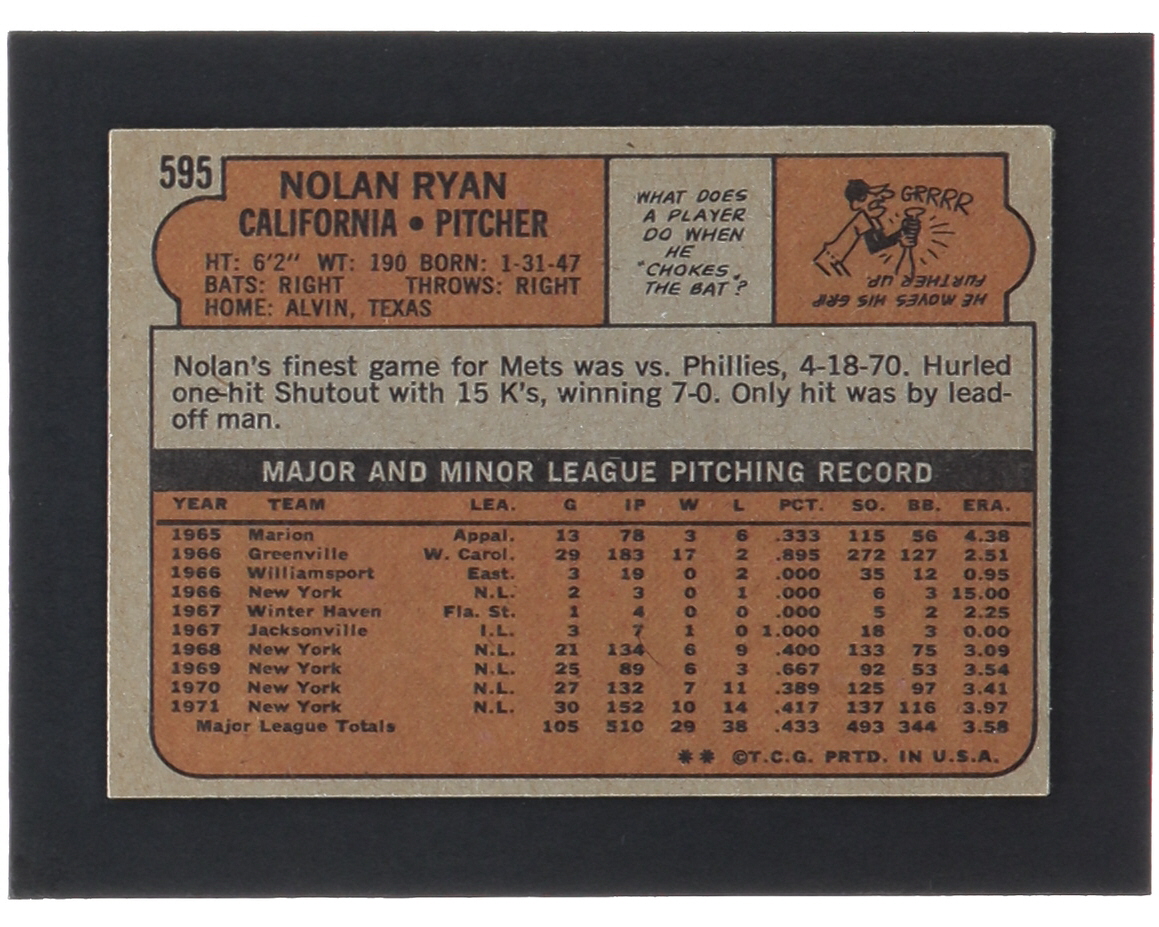 595
NOLAN RYAN
CALIFORNIA • PITCHER
HT: 6'2" WT: 190 BORN: 1-31-47
BATS: RIGHT THROWS: RIGHT
HOME: ALVIN, TEXAS
WHAT DOES
A PLAYER
DO WHEN
HE
"CHOKES"
THE BAT?
GRRRR
HE MOVES HIS GRIP
FURTHER UP.
Nolan's finest game for Mets was vs. Phillies, 4-18-70. Hurled
one-hit Shutout with 15 K's, winning 7-0. Only hit was by lead-
off man.
MAJOR AND MINOR LEAGUE PITCHING RECORD
YEAR TEAM LEA. G IP W L PCT. SO. BB. ERA.
1965 Marion Appal. 13 78 3 6 .333 115 56 4.38
1966 Greenville W. Carol. 29 183 17 2 .895 272 127 2.51
1966 Williamsport East. 3 19 0 2 .000 35 12 0.95
1966 New York N.L. 2 3 0 1 .000 6 3 15.00
1967 Winter Haven Fla. St. 1 4 0 0 .000 5 2 2.25
1967 Jacksonville I.L. 3 7 1 0 1.000 18 3 0.00
1968 New York N.L. 21 134 6 9 .400 133 75 3.09
1969 New York N.L. 25 89 6 3 .667 92 53 3.54
1970 New York N.L. 27 132 7 11 .389 125 97 3.41
1971 New York N.L. 30 152 10 14 .417 137 116 3.97
Major League Totals 105 510 29 38 .433 493 344 3.58
** ©T.C.G. PRTD. IN U.S.A.